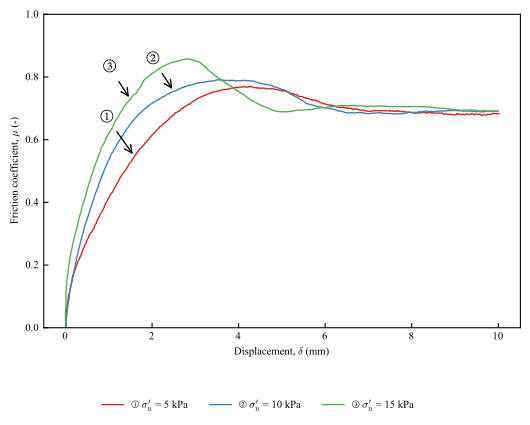 1.0
0.8
0.6
0.4
0.2
0.0
Friction coefficient, μ (-)
③
②
①
0 2 4 6 8 10
Displacement, δ (mm)
① σ′n = 5 kPa ② σ′n = 10 kPa ③ σ′n = 15 kPa